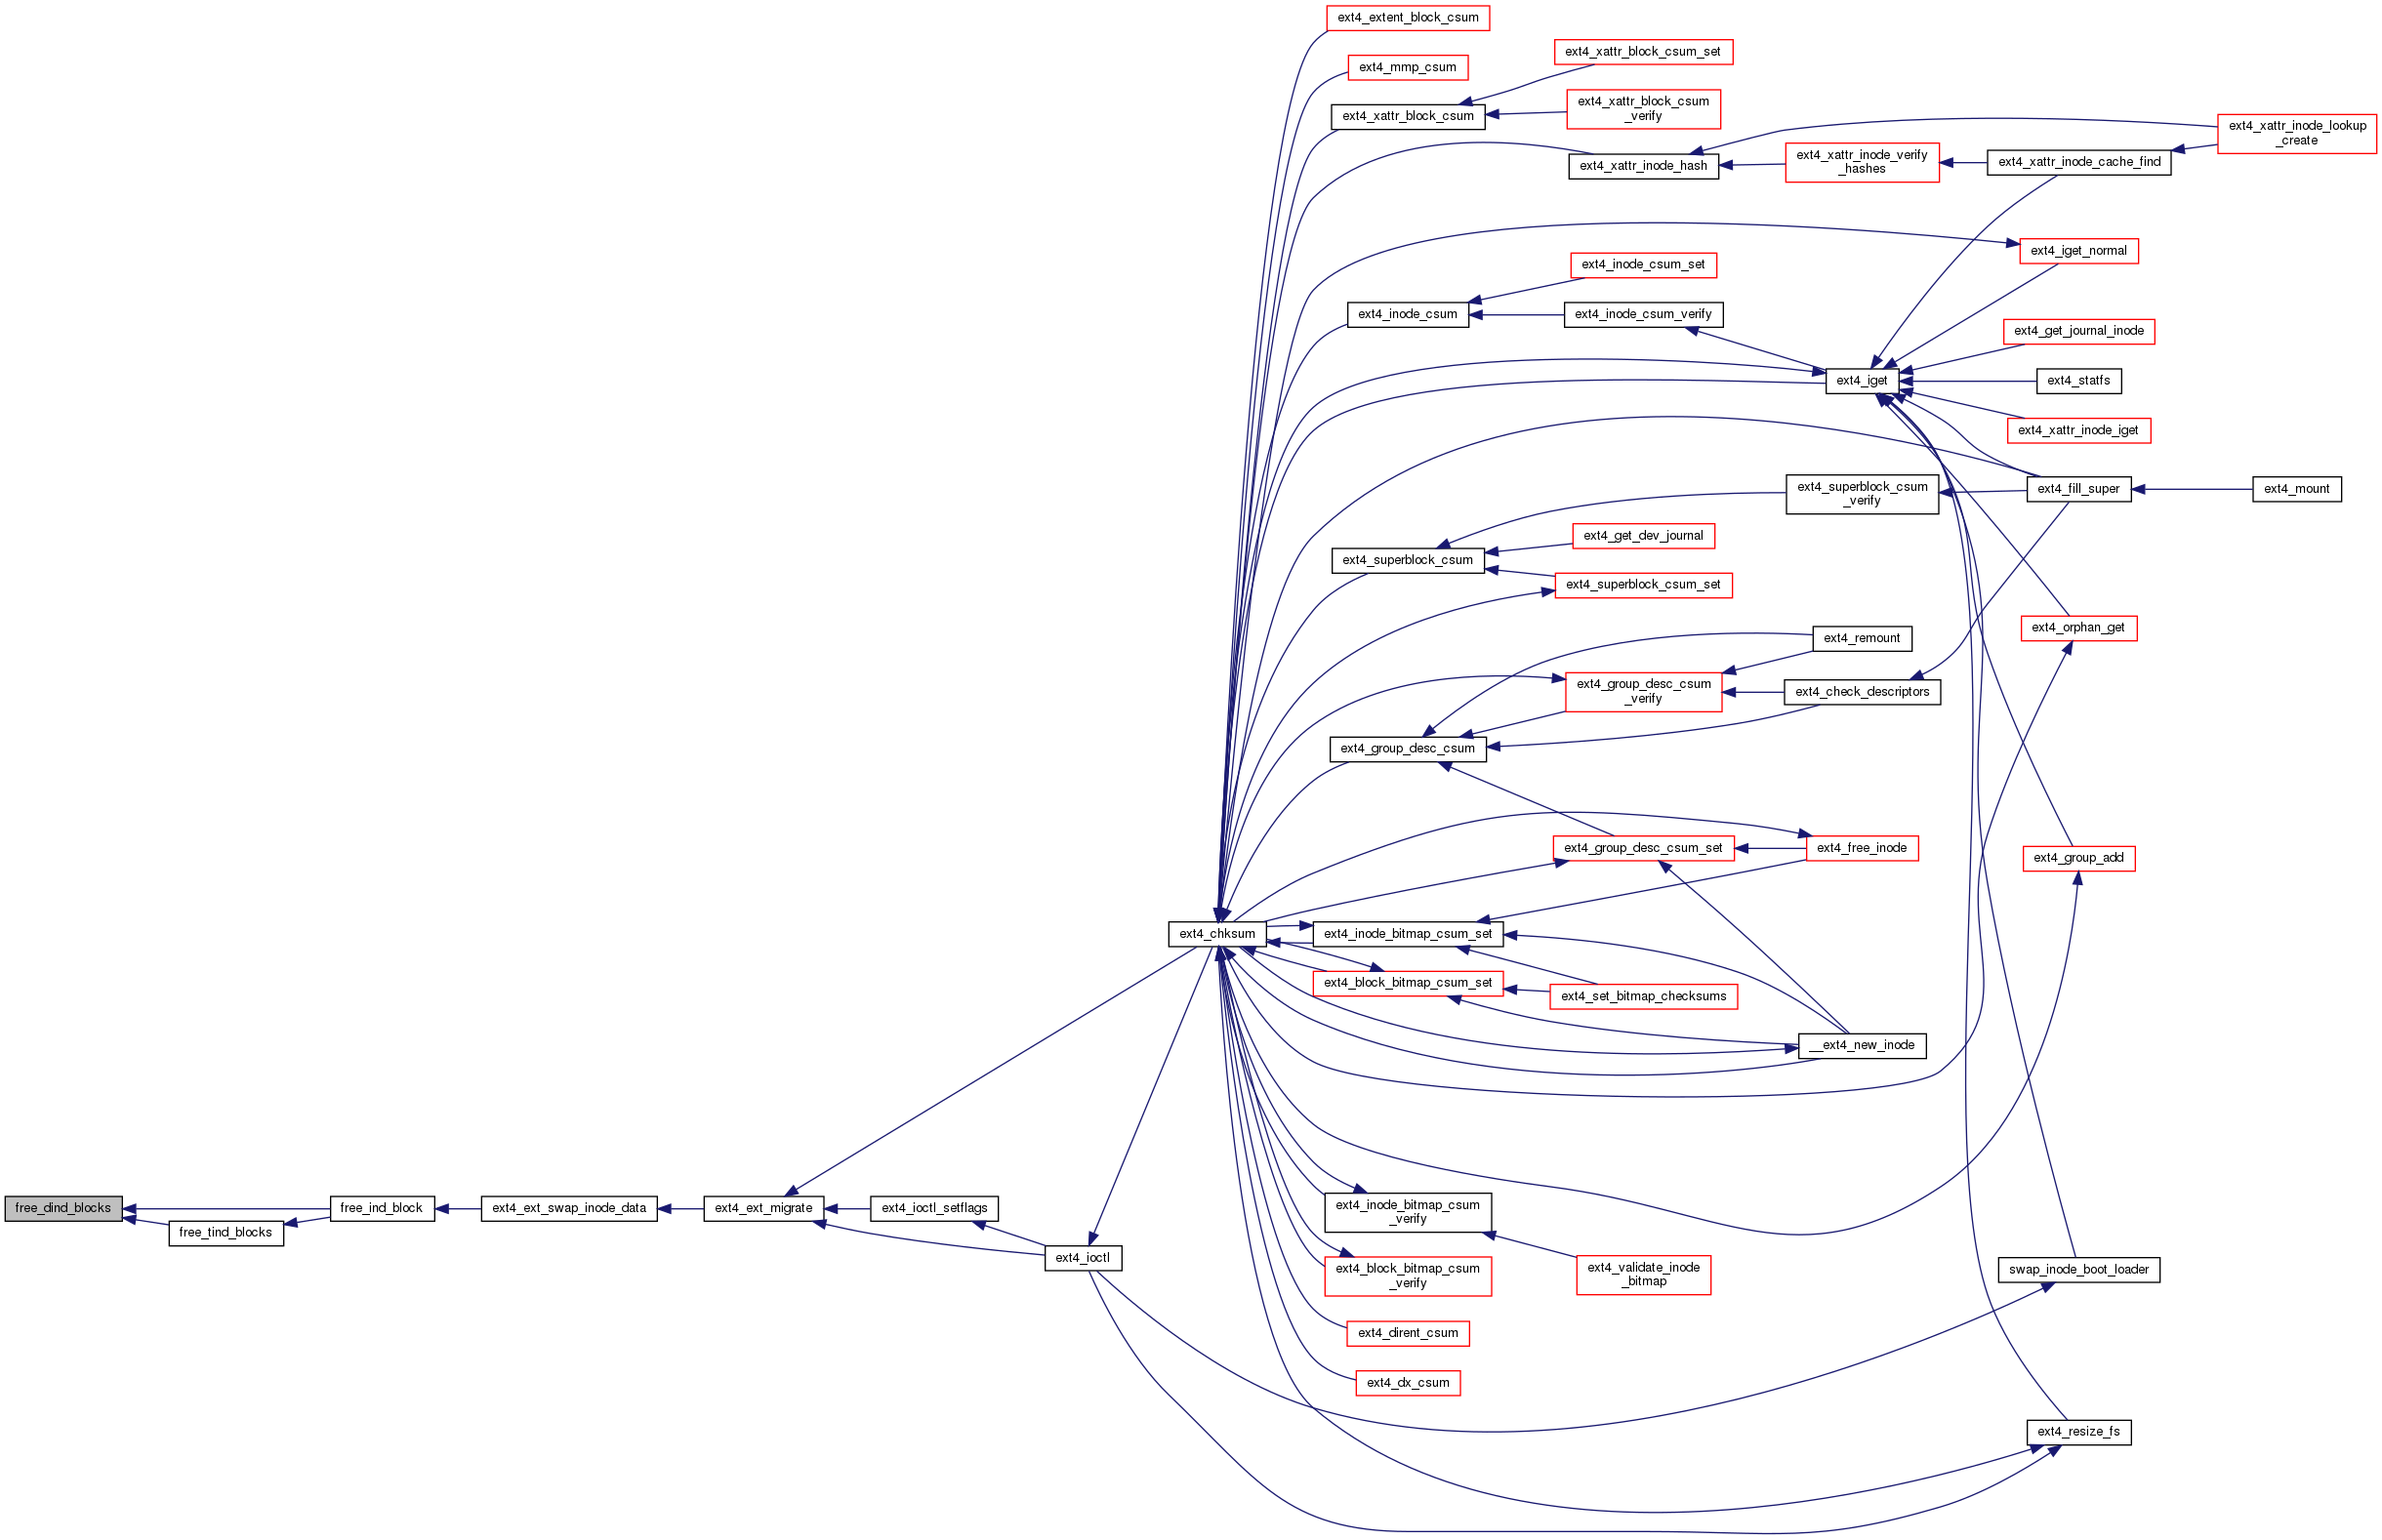 ext4_extent_block_csum
ext4_xattr_block_csum_set
ext4_mmp_csum
ext4_xattr_block_csum
ext4_xattr_block_csum
_verify
ext4_xattr_inode_lookup
_create
ext4_xattr_inode_hash
ext4_xattr_inode_verify
_hashes
ext4_xattr_inode_cache_find
ext4_iget_normal
ext4_inode_csum_set
ext4_inode_csum
ext4_inode_csum_verify
ext4_get_journal_inode
ext4_iget
ext4_statfs
ext4_xattr_inode_iget
ext4_superblock_csum
_verify
ext4_fill_super
ext4_mount
ext4_get_dev_journal
ext4_superblock_csum
ext4_superblock_csum_set
ext4_orphan_get
ext4_remount
ext4_group_desc_csum
_verify
ext4_check_descriptors
ext4_group_desc_csum
ext4_group_desc_csum_set
ext4_free_inode
ext4_group_add
ext4_chksum
ext4_inode_bitmap_csum_set
ext4_block_bitmap_csum_set
ext4_set_bitmap_checksums
__ext4_new_inode
free_dind_blocks
free_tind_blocks
free_ind_block
ext4_ext_swap_inode_data
ext4_ext_migrate
ext4_ioctl_setflags
ext4_ioctl
ext4_inode_bitmap_csum
_verify
ext4_block_bitmap_csum
_verify
ext4_validate_inode
_bitmap
swap_inode_boot_loader
ext4_dirent_csum
ext4_dx_csum
ext4_resize_fs